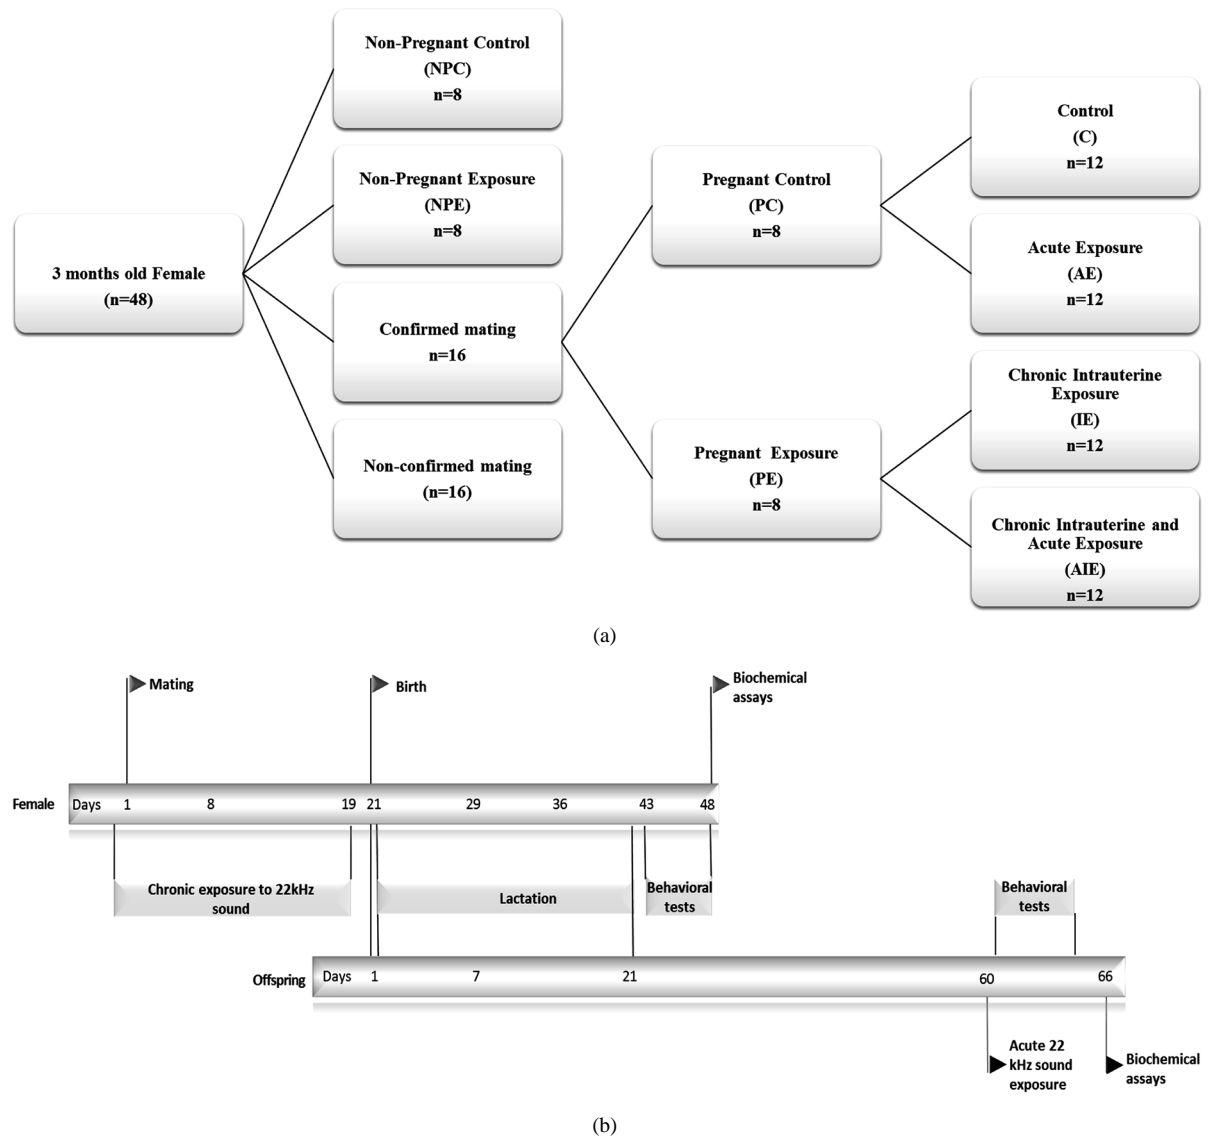 3 months old Female
(n=48)
Non-Pregnant Control
(NPC)
n=8
Non-Pregnant Exposure
(NPE)
n=8
Confirmed mating
n=16
Non-confirmed mating
(n=16)
Pregnant Control
(PC)
n=8
Pregnant Exposure
(PE)
n=8
Control
(C)
n=12
Acute Exposure
(AE)
n=12
Chronic Intrauterine
Exposure
(IE)
n=12
Chronic Intrauterine and
Acute Exposure
(AIE)
n=12
(a)
Mating
Birth
Biochemical
assays
Female
Days 1 8 19 21 29 36 43 48
Chronic exposure to 22kHz
sound
Lactation
Behavioral
tests
Behavioral
tests
Offspring
Days 1 7 21 60 66
Acute 22
kHz sound
exposure
Biochemical
assays
(b)